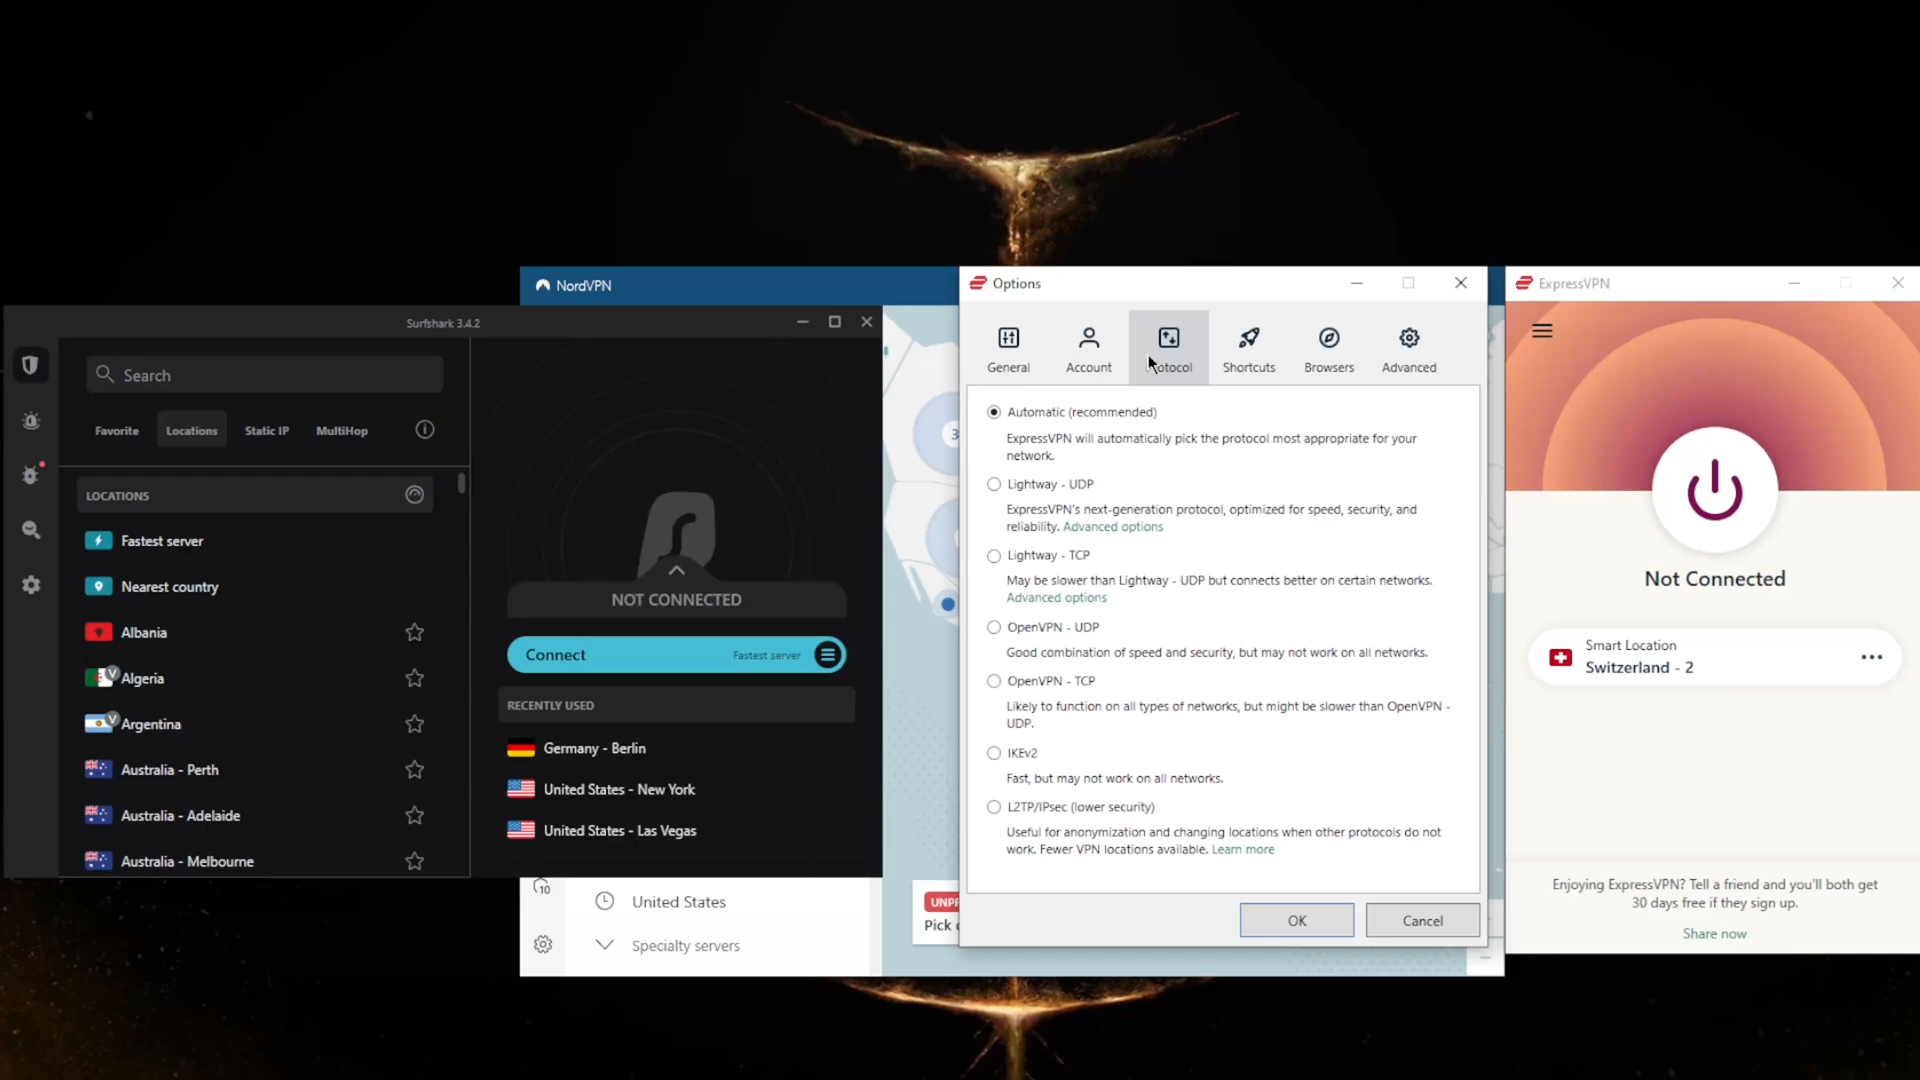 Surfshark 3.4.2
Search
Favorite
Locations
Static IP
MultiHop
LOCATIONS
Fastest server
Nearest country
Albania
Algeria
Argentina
Australia - Perth
Australia - Adelaide
Australia - Melbourne
NOT CONNECTED
Connect
Fastest server
RECENTLY USED
Germany - Berlin
United States - New York
United States - Las Vegas
NordVPN
3
10
United States
Specialty servers
Pick
Options
General
Account
Shortcuts
Browsers
Advanced
Automatic (recommended)
ExpressVPN will automatically pick the protocol most appropriate for your
network.
Lightway - UDP
ExpressVPN's next-generation protocol, optimized for speed, security, and
reliability. Advanced options
Lightway - TCP
May be slower than Lightway - UDP but connects better on certain networks.
Advanced options
OpenVPN - UDP
Good combination of speed and security, but may not work on all networks.
OpenVPN - TCP
Likely to function on all types of networks, but might be slower than OpenVPN -
UDP.
IKEv2
Fast, but may not work on all networks.
L2TP/IPsec (lower security)
Useful for anonymization and changing locations when other protocols do not
work. Fewer VPN locations available. Learn more
OK
Cancel
ExpressVPN
Not Connected
Smart Location
Switzerland - 2
Enjoying ExpressVPN? Tell a friend and you'll both get
30 days free if they sign up.
Share now